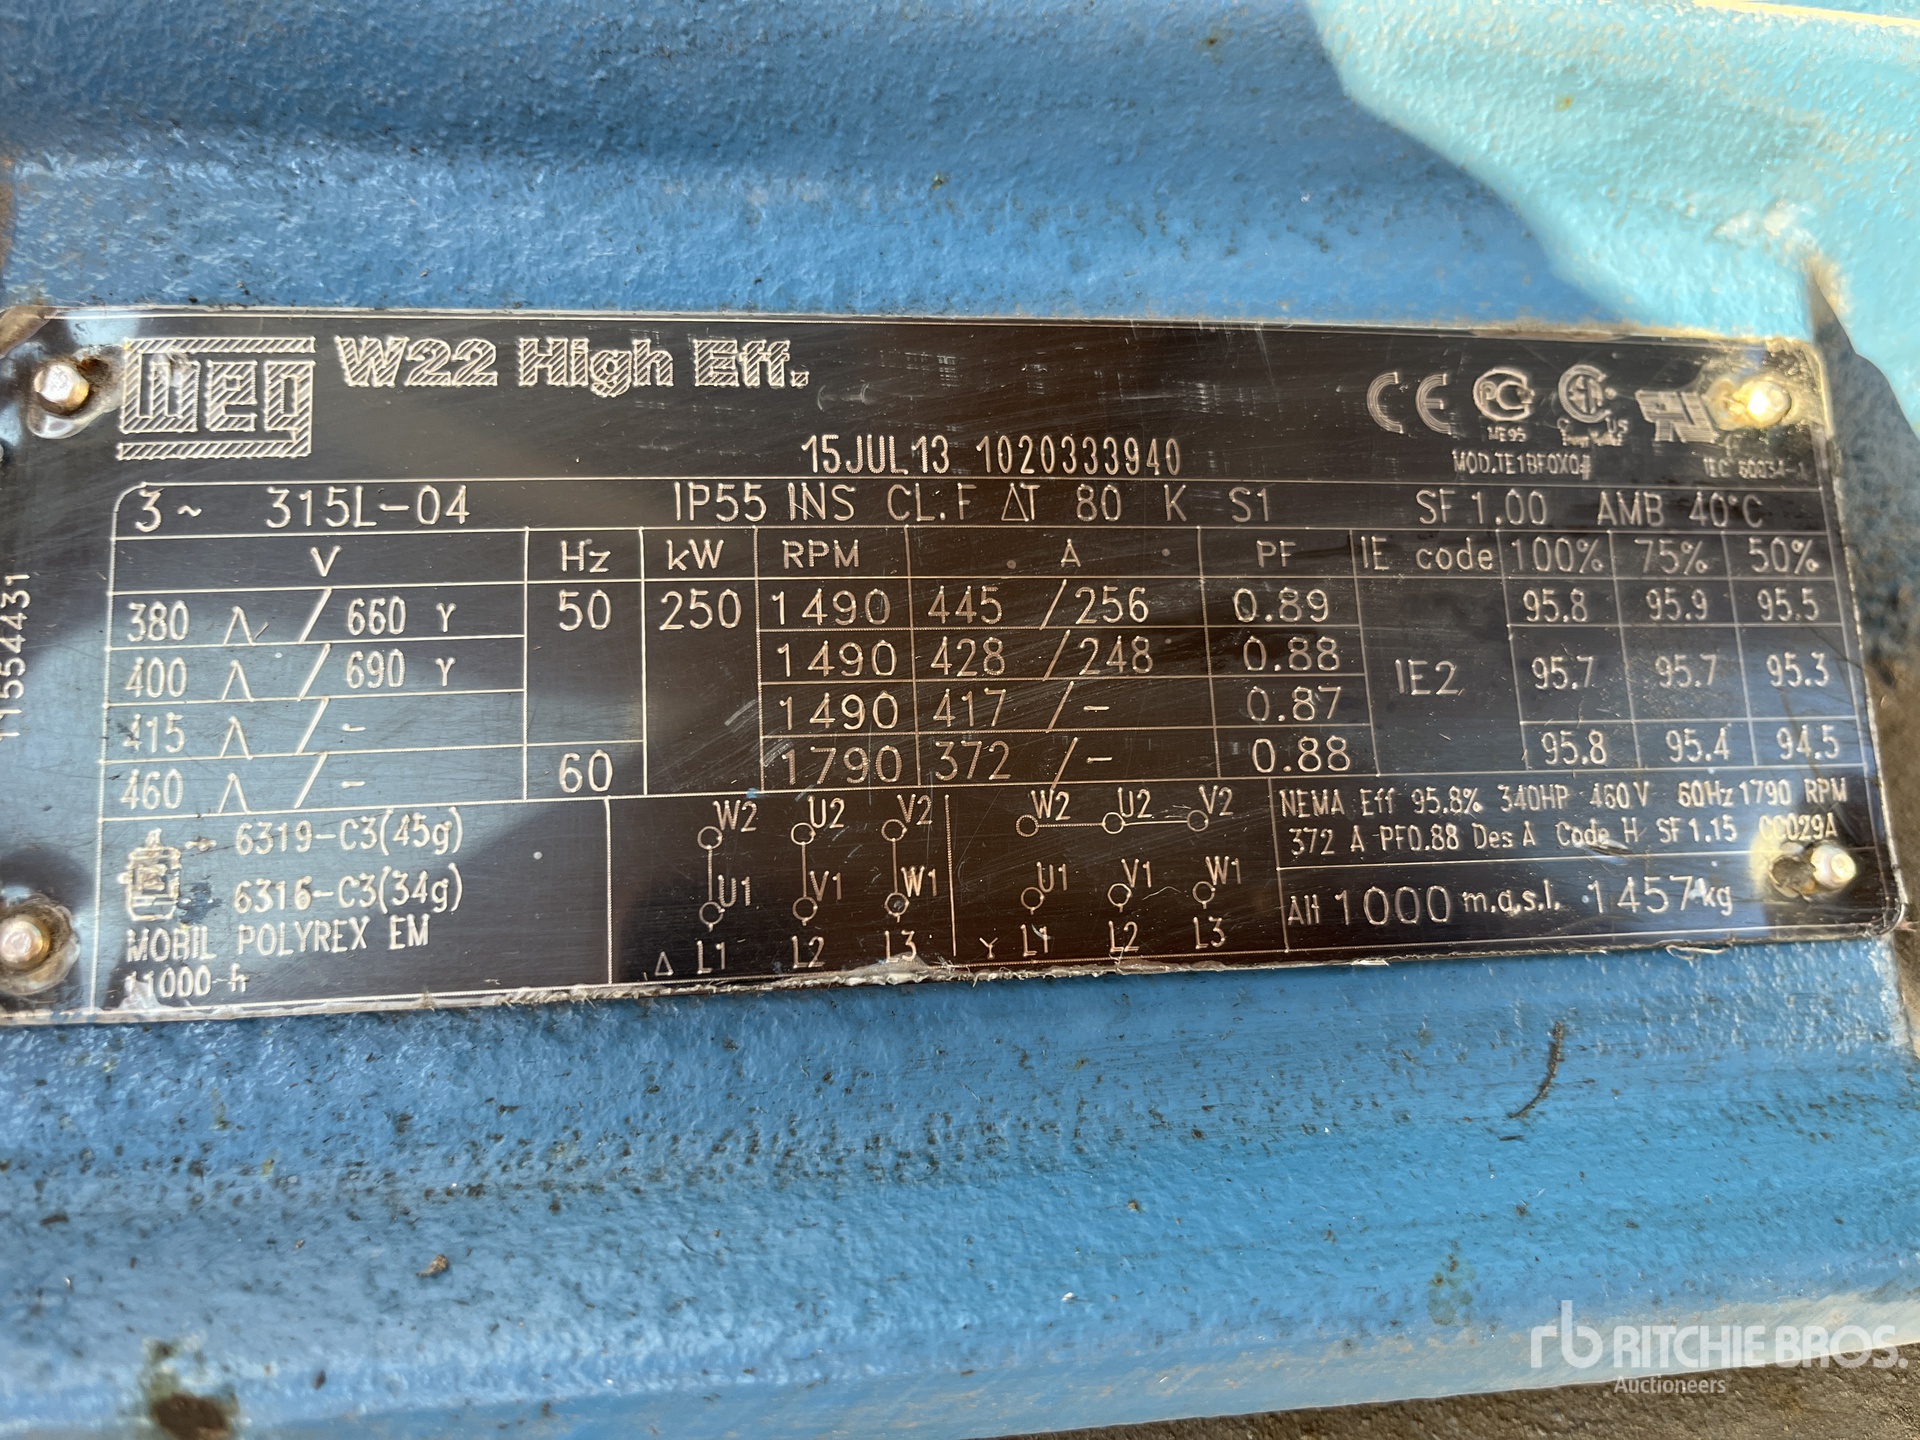 weg W22 High Eff.
15JUL13 1020333940
MOD.TE1BF0X0#
3~ 315L-04 IP55 INS CL.F ΔT 80 K S1 SF 1.00 AMB 40°C
V Hz kW RPM A PF IE code 100% 75% 50%
380 Δ / 660 Y 50 250 1490 445 / 256 0.89 95.8 95.9 95.5
400 Δ / 690 Y 1490 428 / 248 0.88 IE2 95.7 95.7 95.3
415 Δ / - 1490 417 / - 0.87
460 Δ / - 60 1790 372 / - 0.88 95.8 95.4 94.5
6319-C3(45g)
6316-C3(34g)
MOBIL POLYREX EM
11000 h
W2 U2 V2
U1 V1 W1
Δ L1 L2 L3
W2 U2 V2
U1 V1 W1
Y L1 L2 L3
NEMA Eff 95.8% 340HP 460V 60Hz 1790 RPM
372 A PF0.88 Des A Code H SF1.15 CC029A
Alt 1000 m.a.s.l. 1457kg
11554431
rb RITCHIE BROS.
Auctioneers